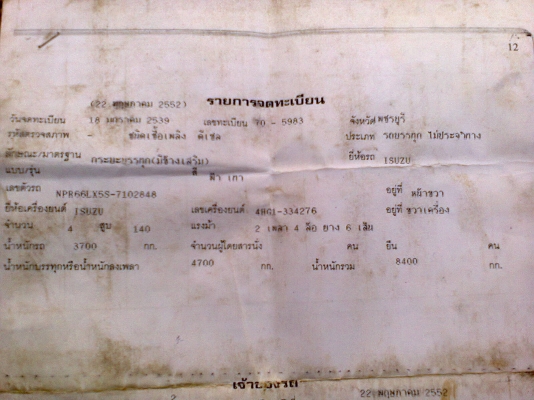 12
(22 พฤษภาคม 2552) รายการจดทะเบียน
วันจดทะเบียน 18 มกราคม 2539 เลขทะเบียน 70 - 5983 จังหวัด เพชรบูรี
รหัสตรวจสภาพ - ชนิดเชื้อเพลิง ดีเซล ประเภท รถบรรทุก ไม่ประจำทาง
ลักษณะ/มาตรฐาน กระบะบรรทุก(มีข้างเสริม) ยี่ห้อรถ ISUZU
แบบ/รุ่น สี ฟ้า เทา
เลขตัวรถ NPR66LX5S-7102848 อยู่ที่ หน้าขวา
ยี่ห้อเครื่องยนต์ ISUZU เลขเครื่องยนต์ 4HG1-334276 อยู่ที่ ขวาเครื่อง
จำนวน 4 สูบ 140 แรงม้า 2 เพลา 4 ล้อ ยาง 6 เส้น
น้ำหนักรถ 3700 กก. จำนวนผู้โดยสารนั่ง คน ยืน คน
น้ำหนักบรรทุกหรือน้ำหนักลงเพลา 4700 กก. น้ำหนักรวม 8400 กก.
เจ้าของรถ
2 22 พฤษภาคม 2552